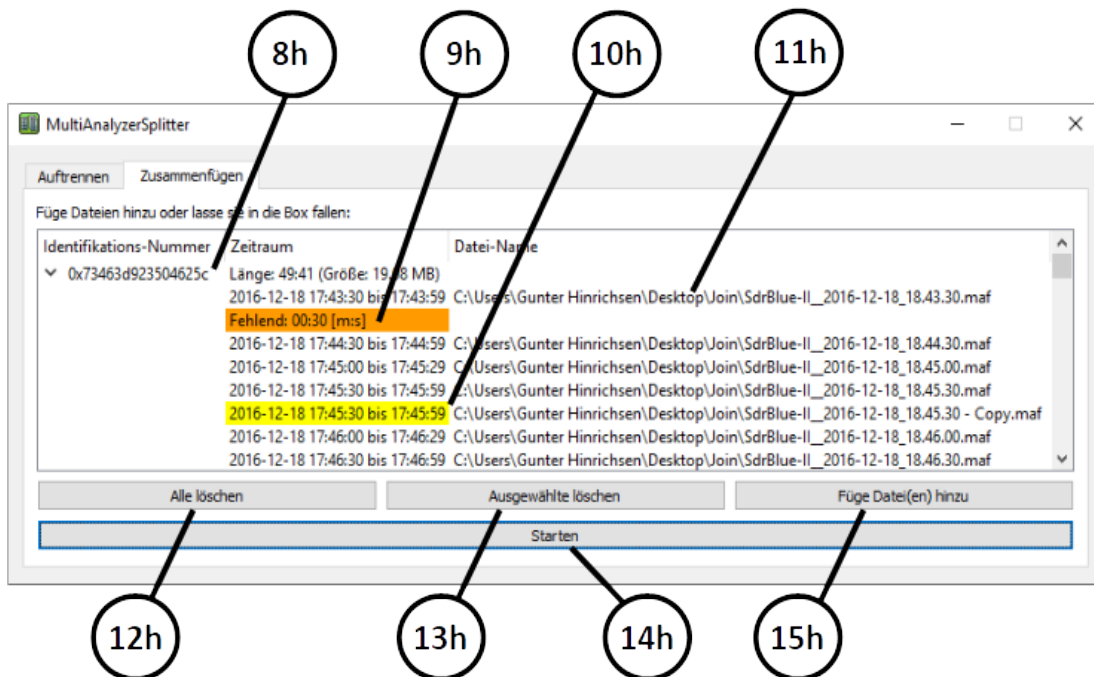 8h 9h 10h 11h
MultiAnalyzerSplitter
Auftrennen Zusammenfügen
Füge Dateien hinzu oder lasse sie in die Box fallen:
Identifikations-Nummer Zeitraum Datei-Name
0x73463d923504625c Länge: 49:41 (Größe: 19,48 MB)
2016-12-18 17:43:30 bis 17:43:59 C:\Users\Gunter Hinrichsen\Desktop\Join\SdrBlue-II__2016-12-18_18.43.30.maf
Fehlend: 00:30 [m:s]
2016-12-18 17:44:30 bis 17:44:59 C:\Users\Gunter Hinrichsen\Desktop\Join\SdrBlue-II__2016-12-18_18.44.30.maf
2016-12-18 17:45:00 bis 17:45:29 C:\Users\Gunter Hinrichsen\Desktop\Join\SdrBlue-II__2016-12-18_18.45.00.maf
2016-12-18 17:45:30 bis 17:45:59 C:\Users\Gunter Hinrichsen\Desktop\Join\SdrBlue-II__2016-12-18_18.45.30.maf
2016-12-18 17:45:30 bis 17:45:59 C:\Users\Gunter Hinrichsen\Desktop\Join\SdrBlue-II__2016-12-18_18.45.30 - Copy.maf
2016-12-18 17:46:00 bis 17:46:29 C:\Users\Gunter Hinrichsen\Desktop\Join\SdrBlue-II__2016-12-18_18.46.00.maf
2016-12-18 17:46:30 bis 17:46:59 C:\Users\Gunter Hinrichsen\Desktop\Join\SdrBlue-II__2016-12-18_18.46.30.maf
Alle löschen Ausgewählte löschen Füge Datei(en) hinzu
Starten
12h 13h 14h 15h